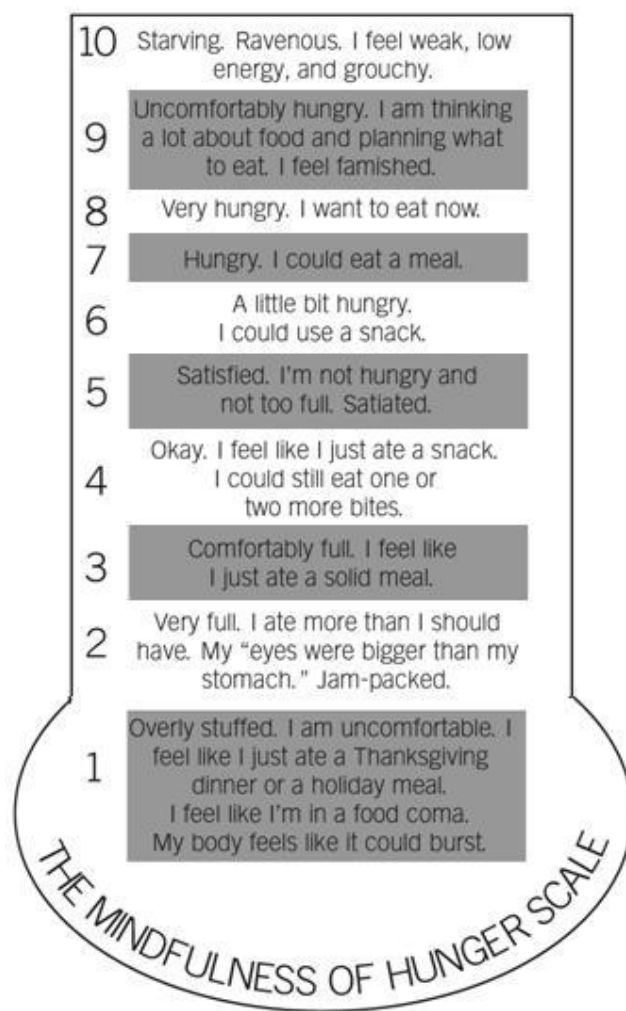 10 Starving. Ravenous. I feel weak, low
energy, and grouchy.
9 Uncomfortably hungry. I am thinking
a lot about food and planning what
to eat. I feel famished.
8 Very hungry. I want to eat now.
7 Hungry. I could eat a meal.
6 A little bit hungry.
I could use a snack.
5 Satisfied. I'm not hungry and
not too full. Satiated.
4 Okay. I feel like I just ate a snack.
I could still eat one or
two more bites.
3 Comfortably full. I feel like
I just ate a solid meal.
2 Very full. I ate more than I should
have. My “eyes were bigger than my
stomach.” Jam-packed.
1 Overly stuffed. I am uncomfortable. I
feel like I just ate a Thanksgiving
dinner or a holiday meal.
I feel like I'm in a food coma.
My body feels like it could burst.
THE MINDFULNESS OF HUNGER SCALE